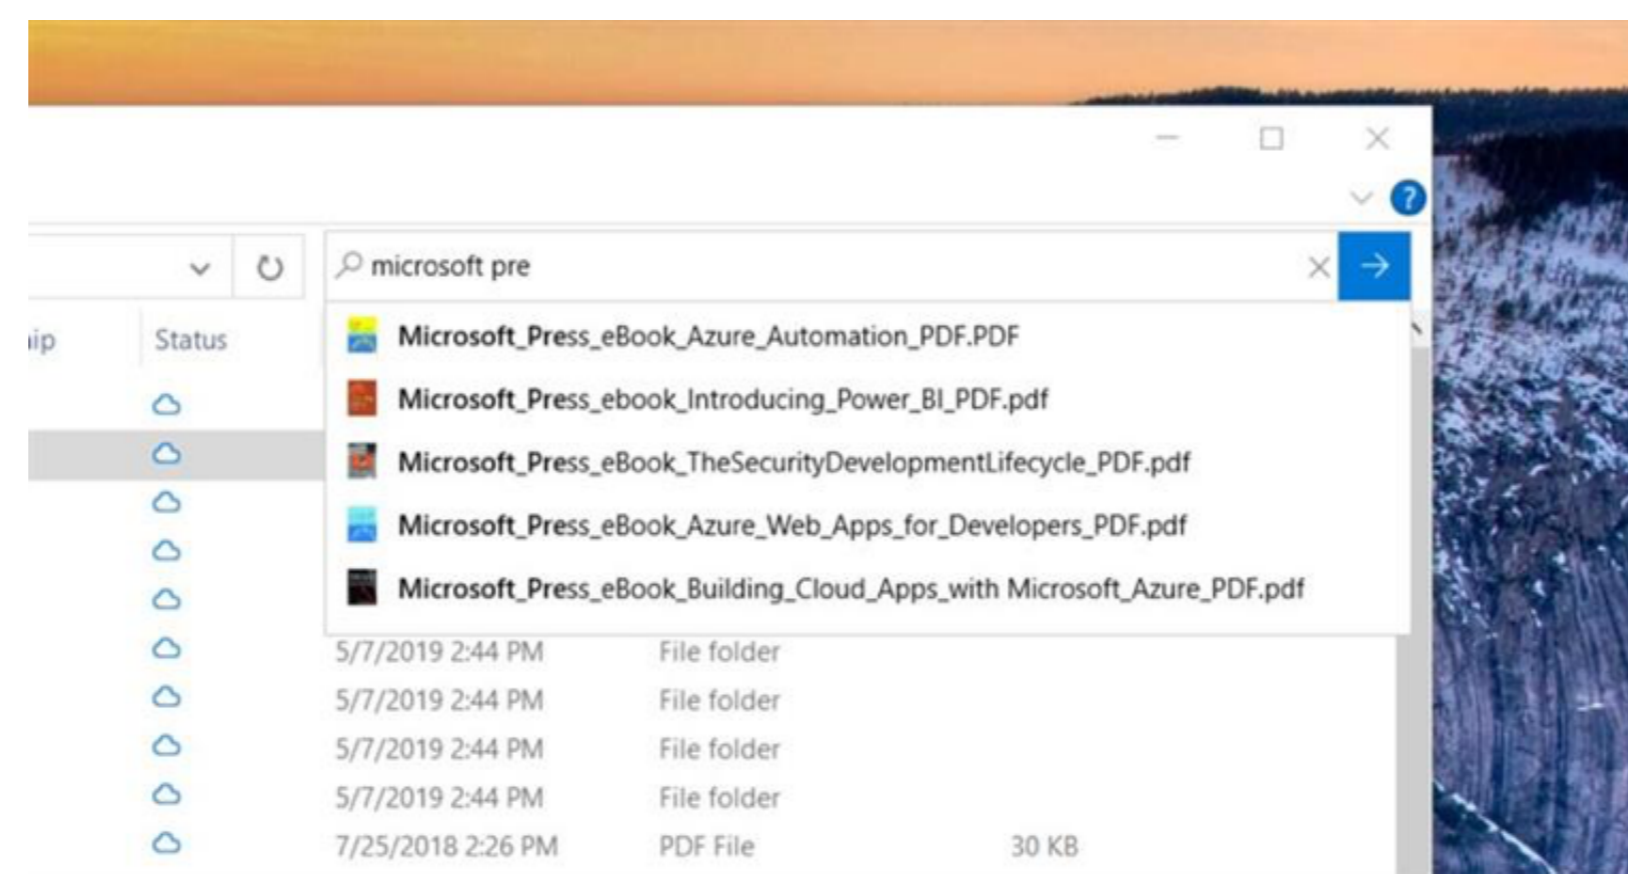 ?
microsoft pre
ip Status
Microsoft_Press_eBook_Azure_Automation_PDF.PDF
Microsoft_Press_ebook_Introducing_Power_BI_PDF.pdf
Microsoft_Press_eBook_TheSecurityDevelopmentLifecycle_PDF.pdf
Microsoft_Press_eBook_Azure_Web_Apps_for_Developers_PDF.pdf
Microsoft_Press_eBook_Building_Cloud_Apps_with Microsoft_Azure_PDF.pdf
5/7/2019 2:44 PM File folder
5/7/2019 2:44 PM File folder
5/7/2019 2:44 PM File folder
5/7/2019 2:44 PM File folder
7/25/2018 2:26 PM PDF File 30 KB